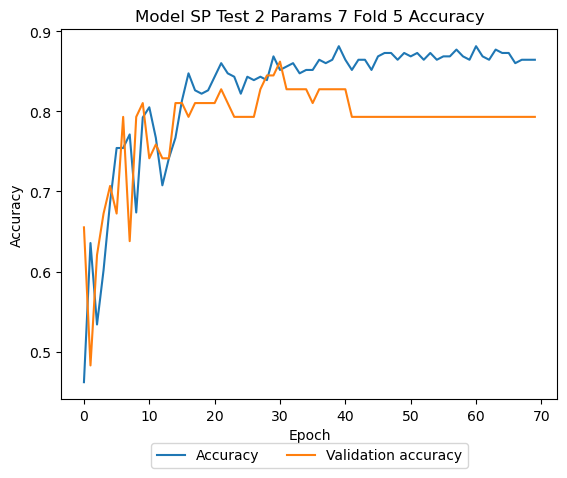 Model SP Test 2 Params 7 Fold 5 Accuracy
0.9
0.8
0.7
0.6
0.5
Accuracy
0 10 20 30 40 50 60 70
Epoch
Accuracy Validation accuracy